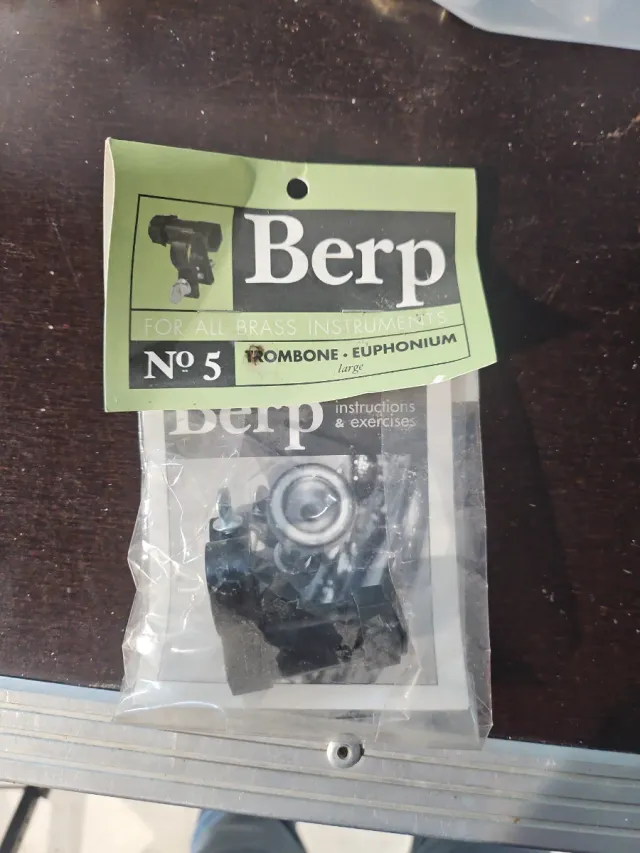 Berp
FOR ALL BRASS INSTRUMENTS
Nº 5
TROMBONE • EUPHONIUM
large
Berp
instructions
& exercises